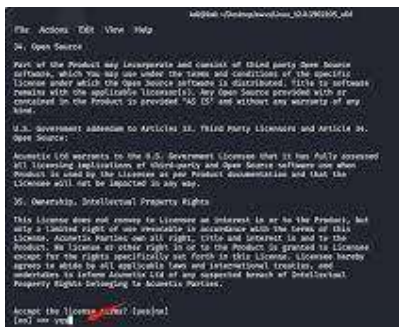 File Actions Edit View Help
34. Open Source
Part of the Product may incorporate and consist of third party Open Source
software, which You may use under the terms and conditions of the specific
license under which the Open Source software is distributed. Title to software
remains with the applicable licensor(s). Any Open Source provided with or
contained in the Product is provided "AS IS" and without any warranty of any
kind.
U.S. Government addendum to Articles 33. Third Party Licensors and Article 34.
Open Source:
Acunetix Ltd warrants to the U.S. Government Licensee that it has fully assessed
all licensing implications of third-party and Open Source software use when
Product is used by the Licensee as per Product documentation and that the
Licensee will not be impacted in any way.
35. Ownership, Intellectual Property Rights
This License does not convey to Licensee an interest in or to the Product, but
only a limited right of use revocable in accordance with the terms of this
License. Acunetix Parties own all right, title and interest in and to the
Product. No license or other right in or to the Product is granted to Licensee
except for the rights specifically set forth in this License. Licensee hereby
agrees to abide by all applicable laws and international treaties, and
undertakes to inform Acunetix Ltd of any suspected breach of Intellectual
Property Rights belonging to Acunetix Parties.
Accept the license terms? [yes|no]
[no] >>> yes